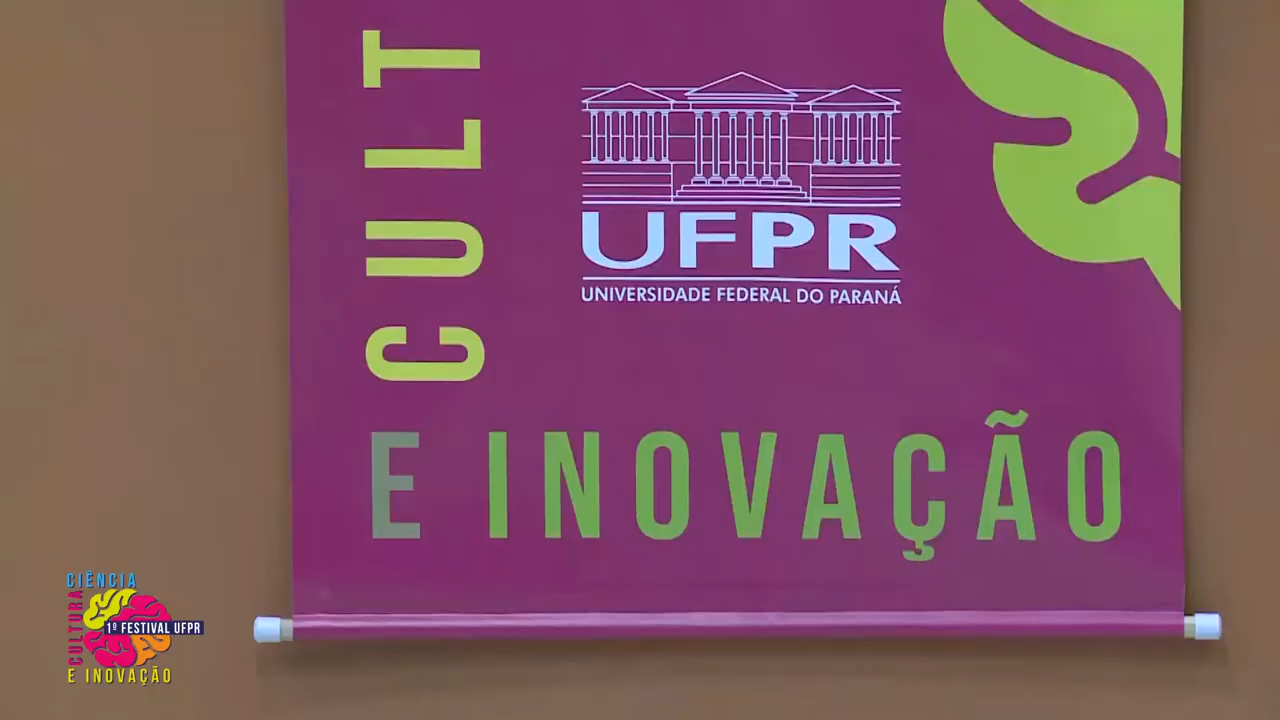 CULT
UFPR
UNIVERSIDADE FEDERAL DO PARANÁ
E INOVAÇÃO
CIÊNCIA
CULTURA
1º FESTIVAL UFPR
E INOVAÇÃO